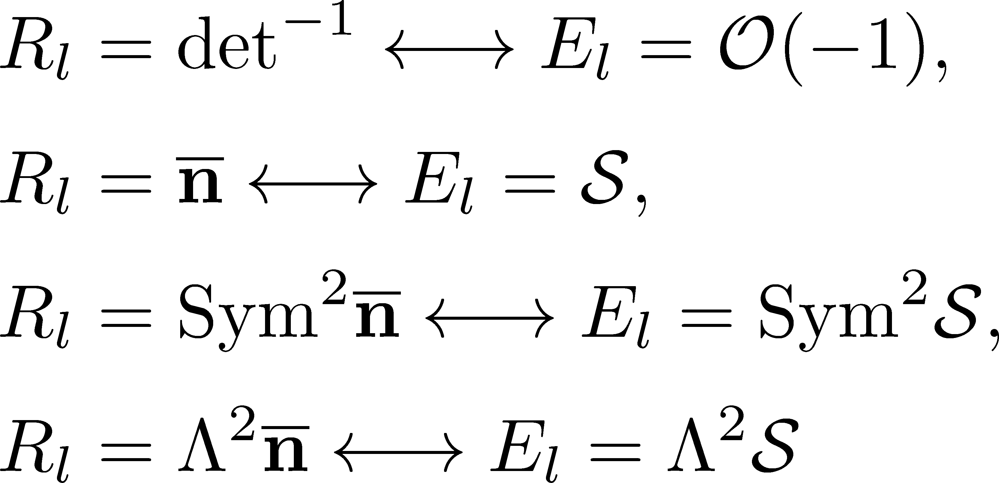 $R_l = \det^{-1} \longleftrightarrow E_l = \mathcal{O}(-1),$
$R_l = \overline{\mathbf{n}} \longleftrightarrow E_l = \mathcal{S},$
$R_l = \mathrm{Sym}^2 \overline{\mathbf{n}} \longleftrightarrow E_l = \mathrm{Sym}^2 \mathcal{S},$
$R_l = \Lambda^2 \overline{\mathbf{n}} \longleftrightarrow E_l = \Lambda^2 \mathcal{S}$